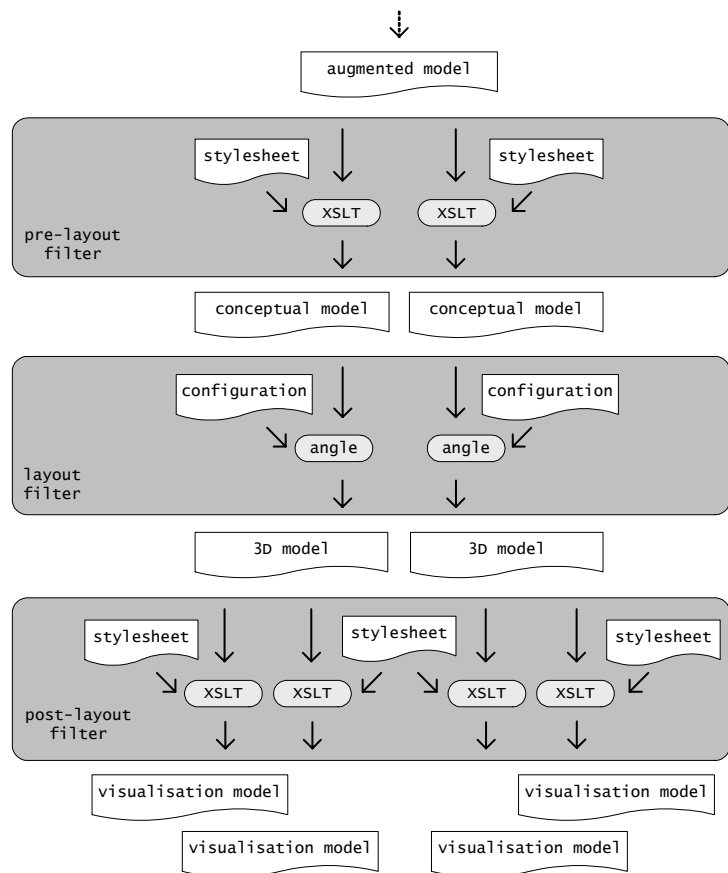 augmented model
stylesheet
stylesheet
XSLT
XSLT
pre-layout
filter
conceptual model
conceptual model
configuration
configuration
angle
angle
layout
filter
3D model
3D model
stylesheet
stylesheet
stylesheet
XSLT
XSLT
XSLT
XSLT
post-layout
filter
visualisation model
visualisation model
visualisation model
visualisation model